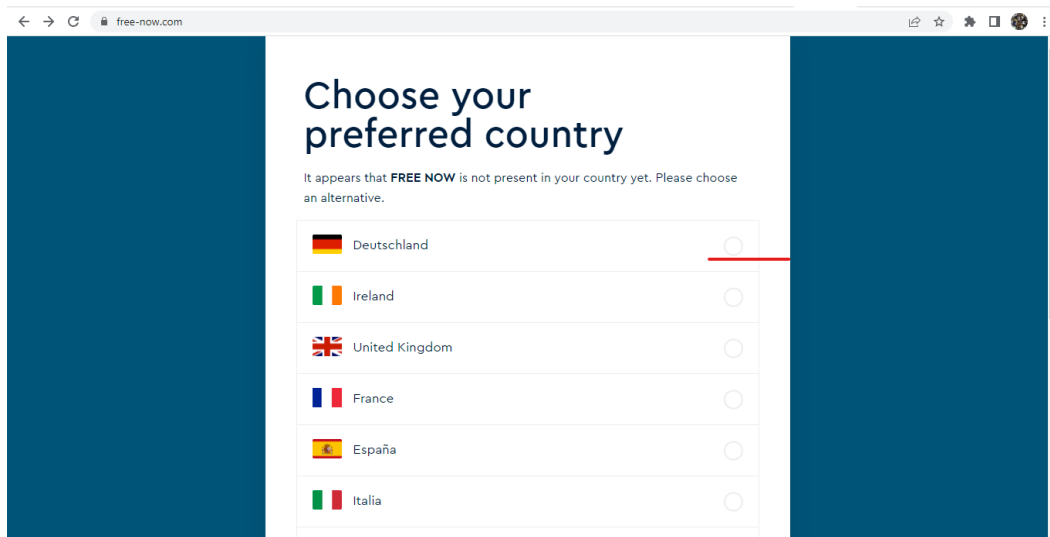 free-now.com
Choose your
preferred country
It appears that FREE NOW is not present in your country yet. Please choose
an alternative.
Deutschland
Ireland
United Kingdom
France
España
Italia